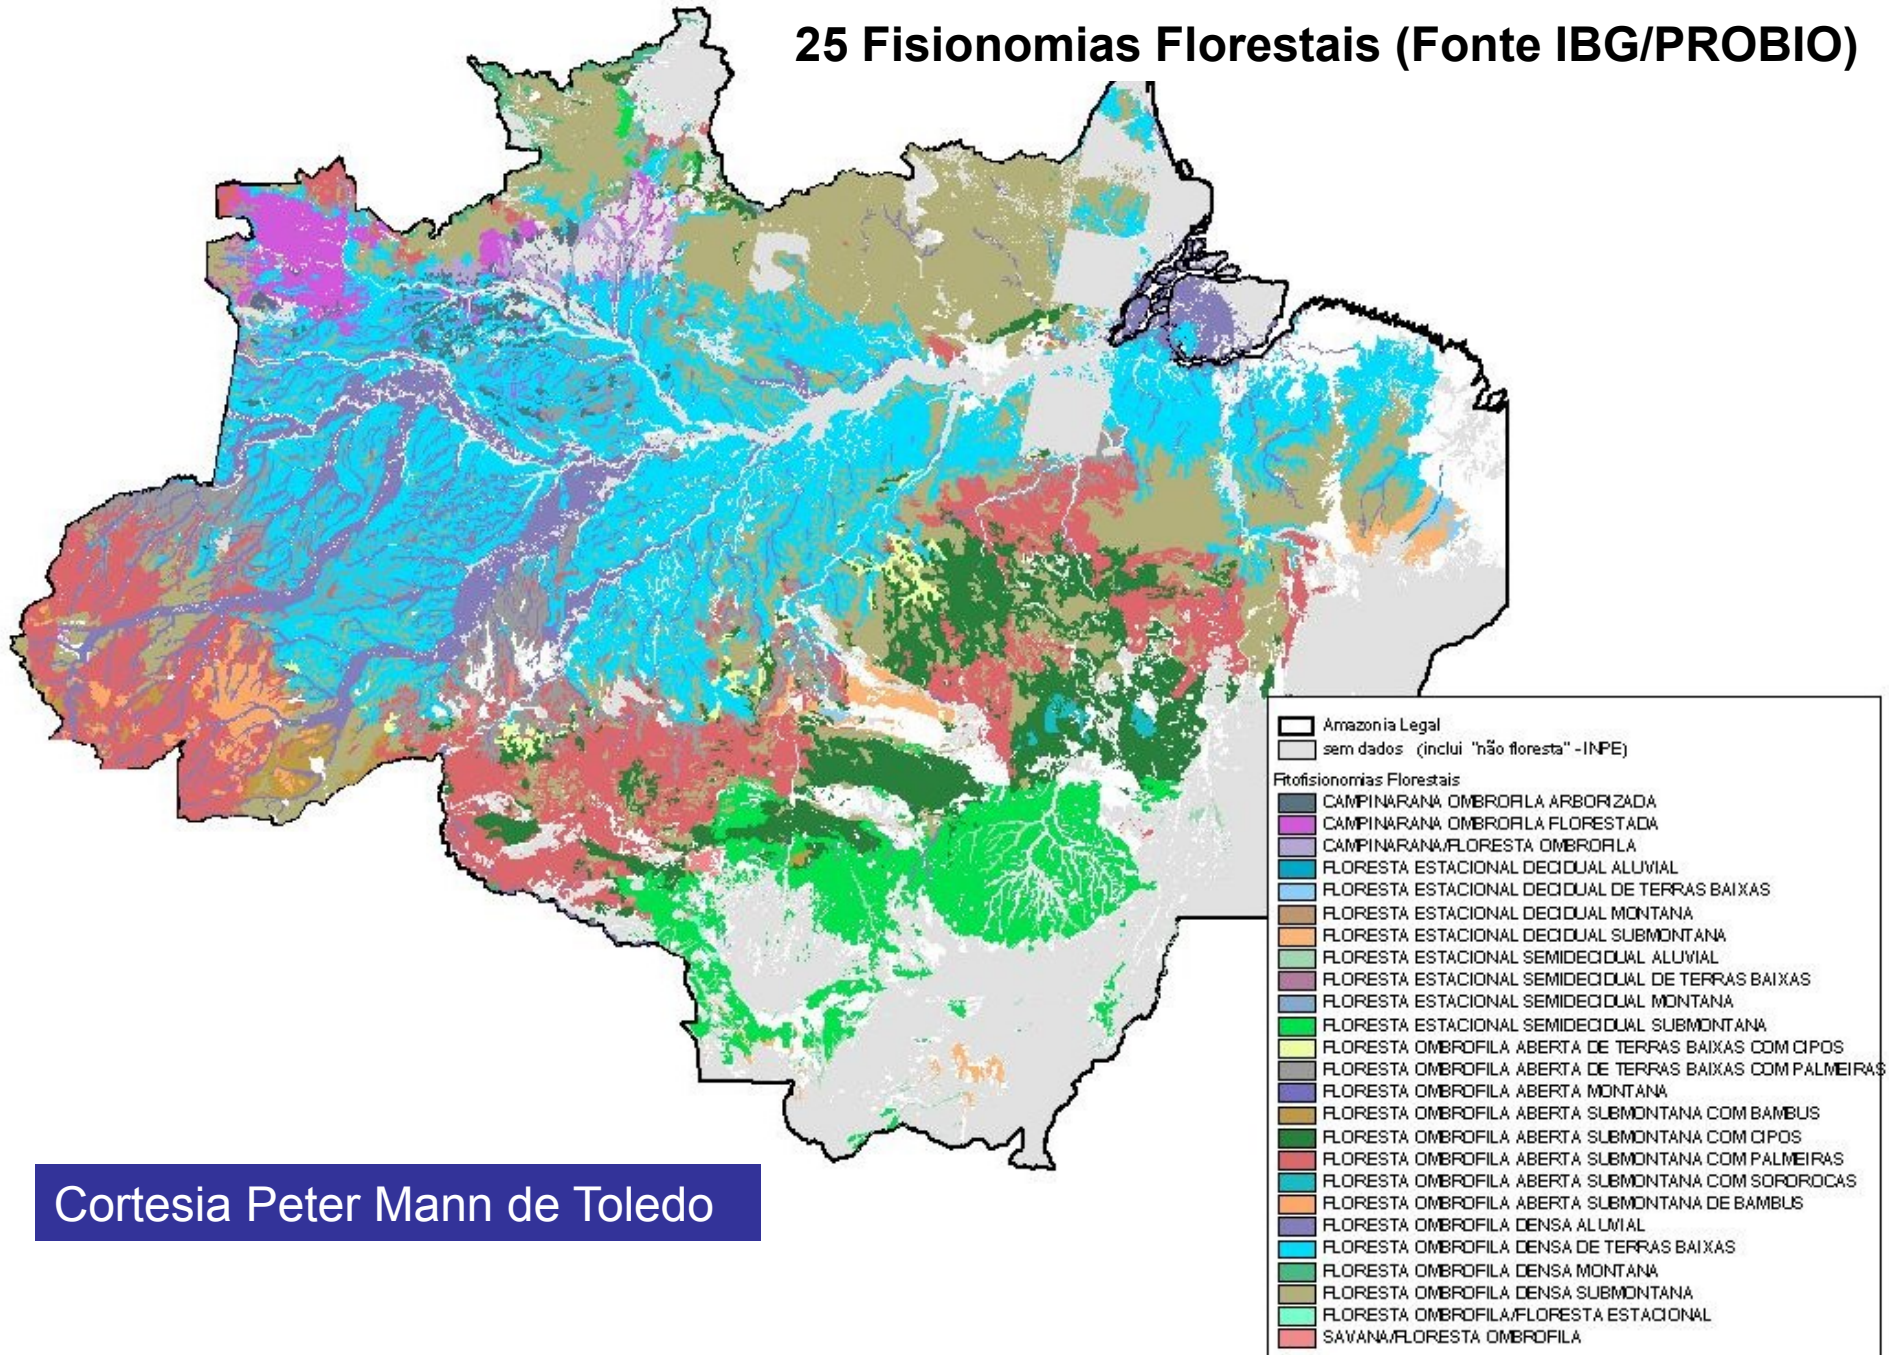 25 Fisionomias Florestais (Fonte IBG/PROBIO)
Amazonia Legal
sem dados (inclui "não floresta" - INPE)
Fitofisionomias Florestais
CAMPINARANA OMBROFILA ARBORIZADA
CAMPINARANA OMBROFILA FLORESTADA
CAMPINARANA/FLORESTA OMBROFILA
FLORESTA ESTACIONAL DECIDUAL ALUVIAL
FLORESTA ESTACIONAL DECIDUAL DE TERRAS BAIXAS
FLORESTA ESTACIONAL DECIDUAL MONTANA
FLORESTA ESTACIONAL DECIDUAL SUBMONTANA
FLORESTA ESTACIONAL SEMIDECIDUAL ALUVIAL
FLORESTA ESTACIONAL SEMIDECIDUAL DE TERRAS BAIXAS
FLORESTA ESTACIONAL SEMIDECIDUAL MONTANA
FLORESTA ESTACIONAL SEMIDECIDUAL SUBMONTANA
FLORESTA OMBROFILA ABERTA DE TERRAS BAIXAS COM CIPOS
FLORESTA OMBROFILA ABERTA DE TERRAS BAIXAS COM PALMEIRAS
FLORESTA OMBROFILA ABERTA MONTANA
FLORESTA OMBROFILA ABERTA SUBMONTANA COM BAMBUS
FLORESTA OMBROFILA ABERTA SUBMONTANA COM CIPOS
FLORESTA OMBROFILA ABERTA SUBMONTANA COM PALMEIRAS
FLORESTA OMBROFILA ABERTA SUBMONTANA COM SOROROCAS
FLORESTA OMBROFILA ABERTA SUBMONTANA DE BAMBUS
FLORESTA OMBROFILA DENSA ALUVIAL
FLORESTA OMBROFILA DENSA DE TERRAS BAIXAS
FLORESTA OMBROFILA DENSA MONTANA
FLORESTA OMBROFILA DENSA SUBMONTANA
FLORESTA OMBROFILA/FLORESTA ESTACIONAL
SAVANA/FLORESTA OMBROFILA
Cortesia Peter Mann de Toledo